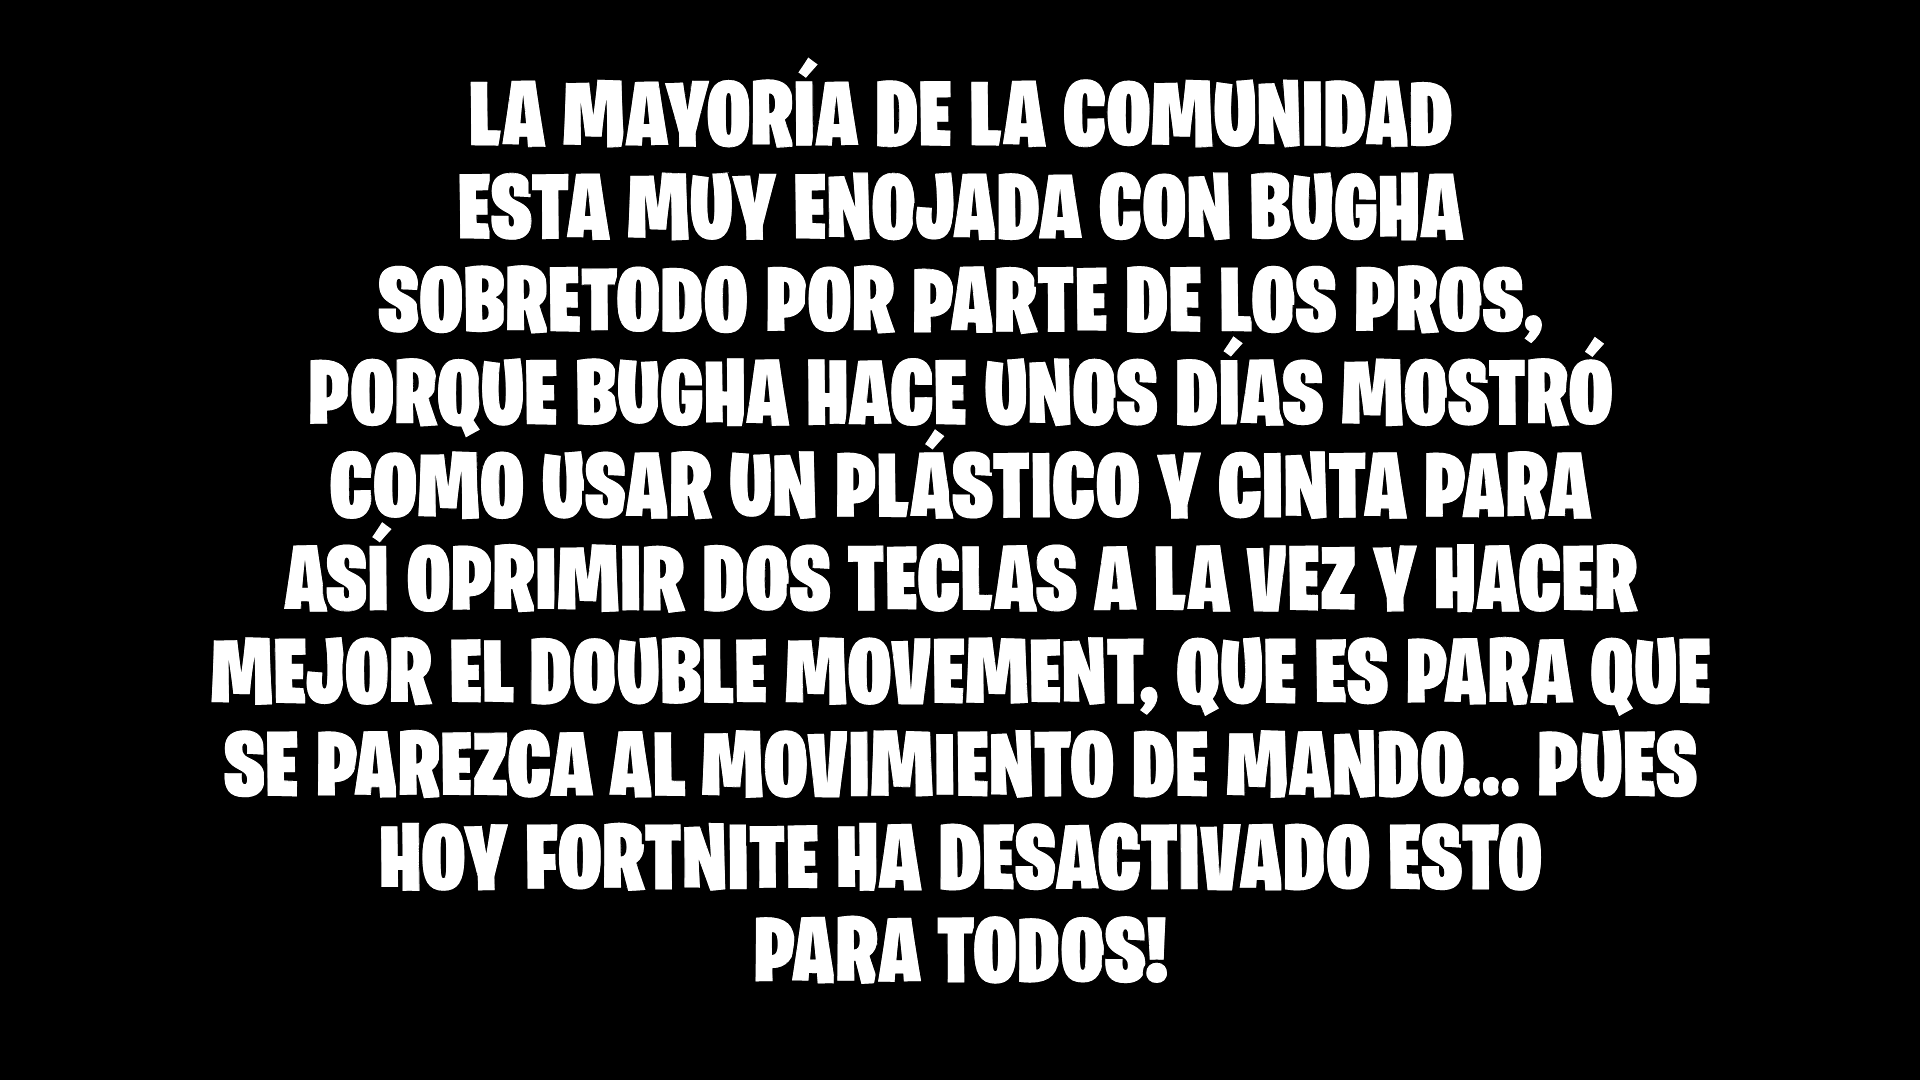 LA MAYORÍA DE LA COMUNIDAD
ESTA MUY ENOJADA CON BUGHA
SOBRETODO POR PARTE DE LOS PROS,
PORQUE BUGHA HACE UNOS DÍAS MOSTRÓ
COMO USAR UN PLÁSTICO Y CINTA PARA
ASÍ OPRIMIR DOS TECLAS A LA VEZ Y HACER
MEJOR EL DOUBLE MOVEMENT, QUE ES PARA QUE
SE PAREZCA AL MOVIMIENTO DE MANDO... PUES
HOY FORTNITE HA DESACTIVADO ESTO
PARA TODOS!